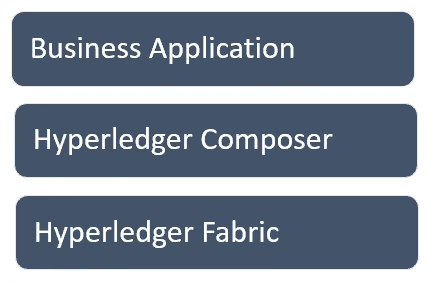 Business Application
Hyperledger Composer
Hyperledger Fabric